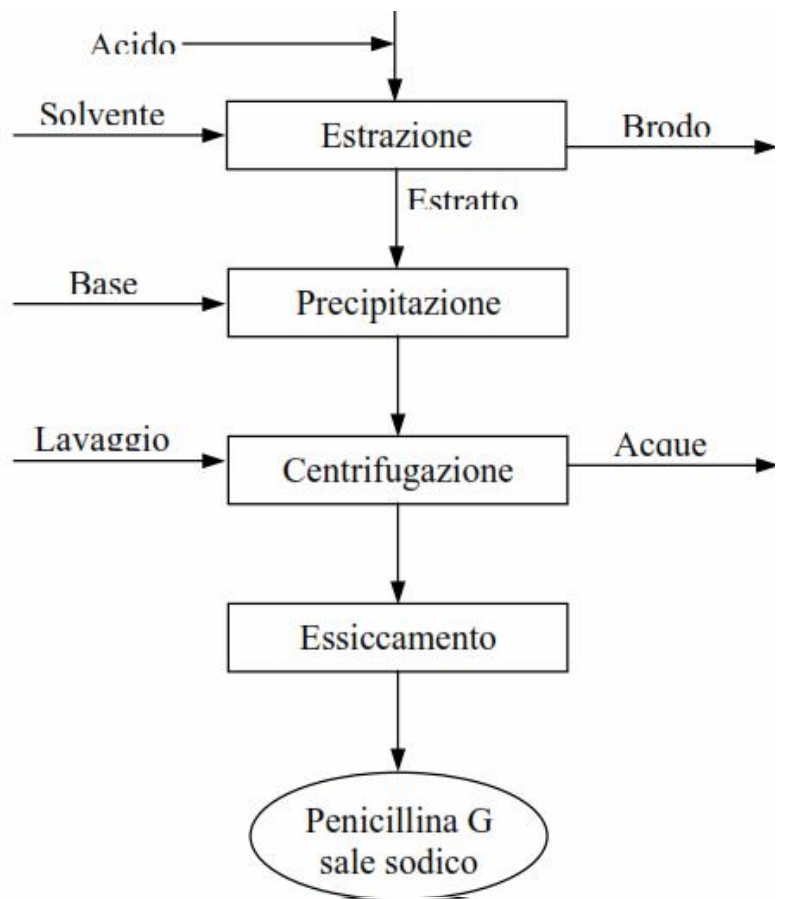 Acido
Solvente
Estrazione
Brodo
Estratto
Base
Precipitazione
Lavaggio
Centrifugazione
Acque
Essiccamento
Penicillina G
sale sodico